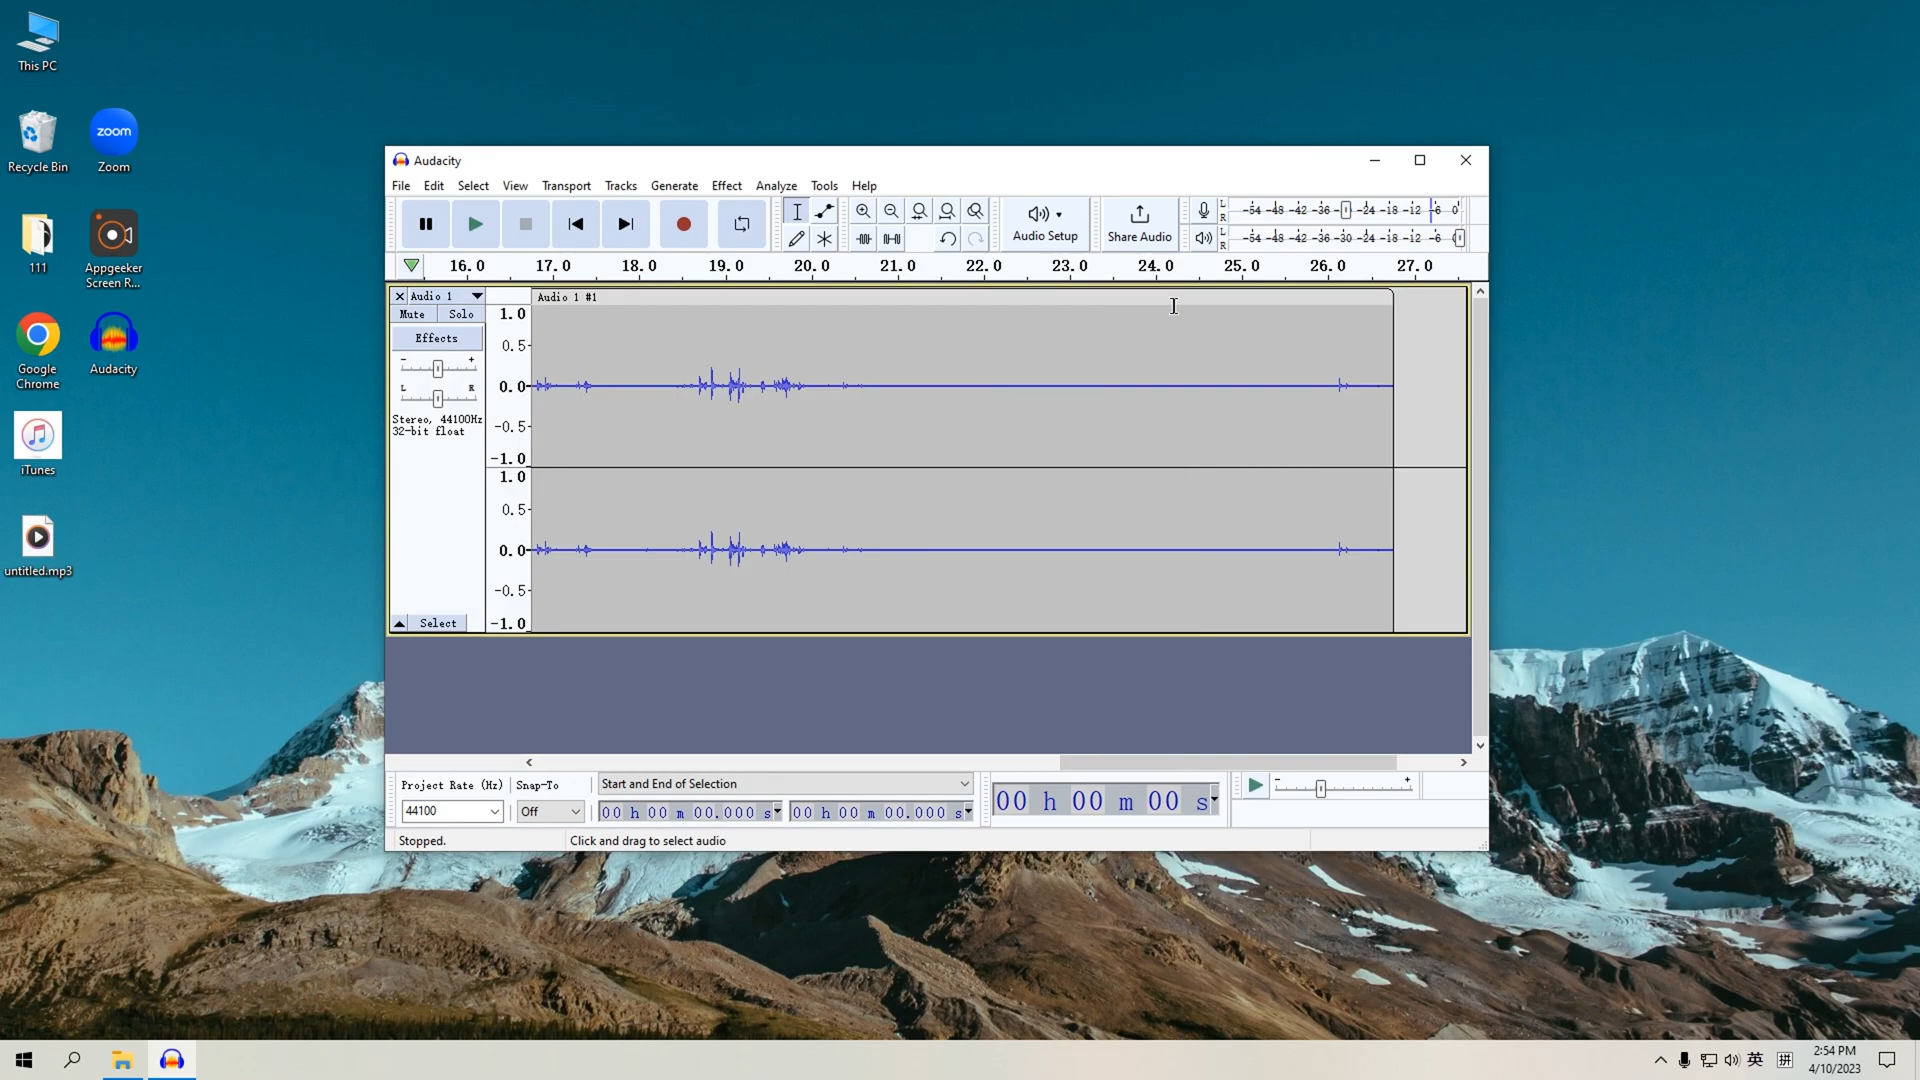 This PC
Recycle Bin
zoom
Zoom
111
Appgeeker
Screen R...
Google
Chrome
Audacity
iTunes
untitled.mp3
Audacity
File Edit Select View Transport Tracks Generate Effect Analyze Tools Help
Audio Setup
Share Audio
L
R
-54 -48 -42 -36 -24 -18 -12 -6 0
L
R
-54 -48 -42 -36 -30 -24 -18 -12 -6
16.0 17.0 18.0 19.0 20.0 21.0 22.0 23.0 24.0 25.0 26.0 27.0
Audio 1
Audio 1 #1
Mute Solo
Effects
- +
L R
Stereo, 44100Hz
32-bit float
Select
1.0
0.5
0.0
-0.5
-1.0
1.0
0.5
0.0
-0.5
-1.0
Project Rate (Hz) Snap-To
Start and End of Selection
44100
Off
00 h 00 m 00.000 s
00 h 00 m 00.000 s
00 h 00 m 00 s
- +
Stopped.
Click and drag to select audio
英
拼
2:54 PM
4/10/2023